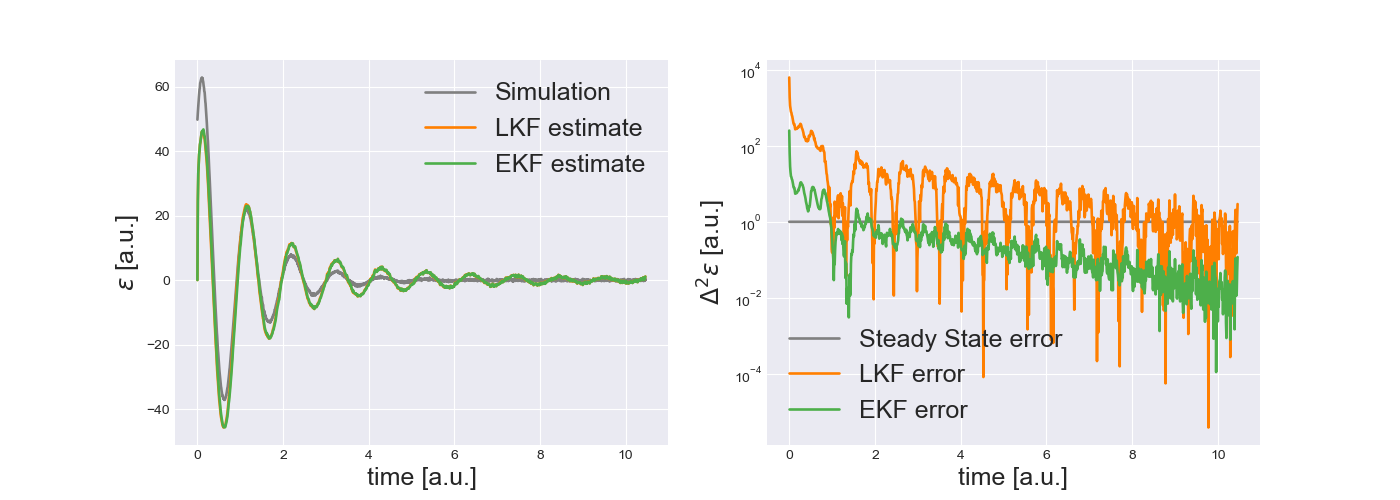 60
40
20
0
−20
−40
ε [a.u.]
0
2
4
6
8
10
time [a.u.]
Simulation
LKF estimate
EKF estimate
10⁴
10²
10⁰
10⁻²
10⁻⁴
Δ²ε [a.u.]
0
2
4
6
8
10
time [a.u.]
Steady State error
LKF error
EKF error